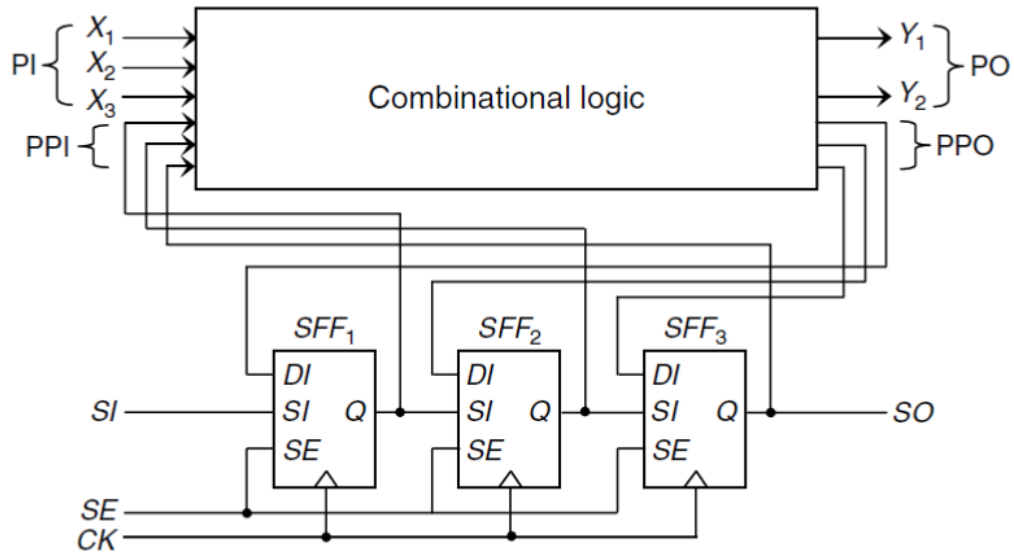 X₁
Y₁
PI
X₂
PO
X₃
Combinational logic
Y₂
PPI
PPO
SFF₁
SFF₂
SFF₃
DI
DI
DI
SI
SI
Q
SI
Q
SI
Q
SO
SE
SE
SE
SE
CK